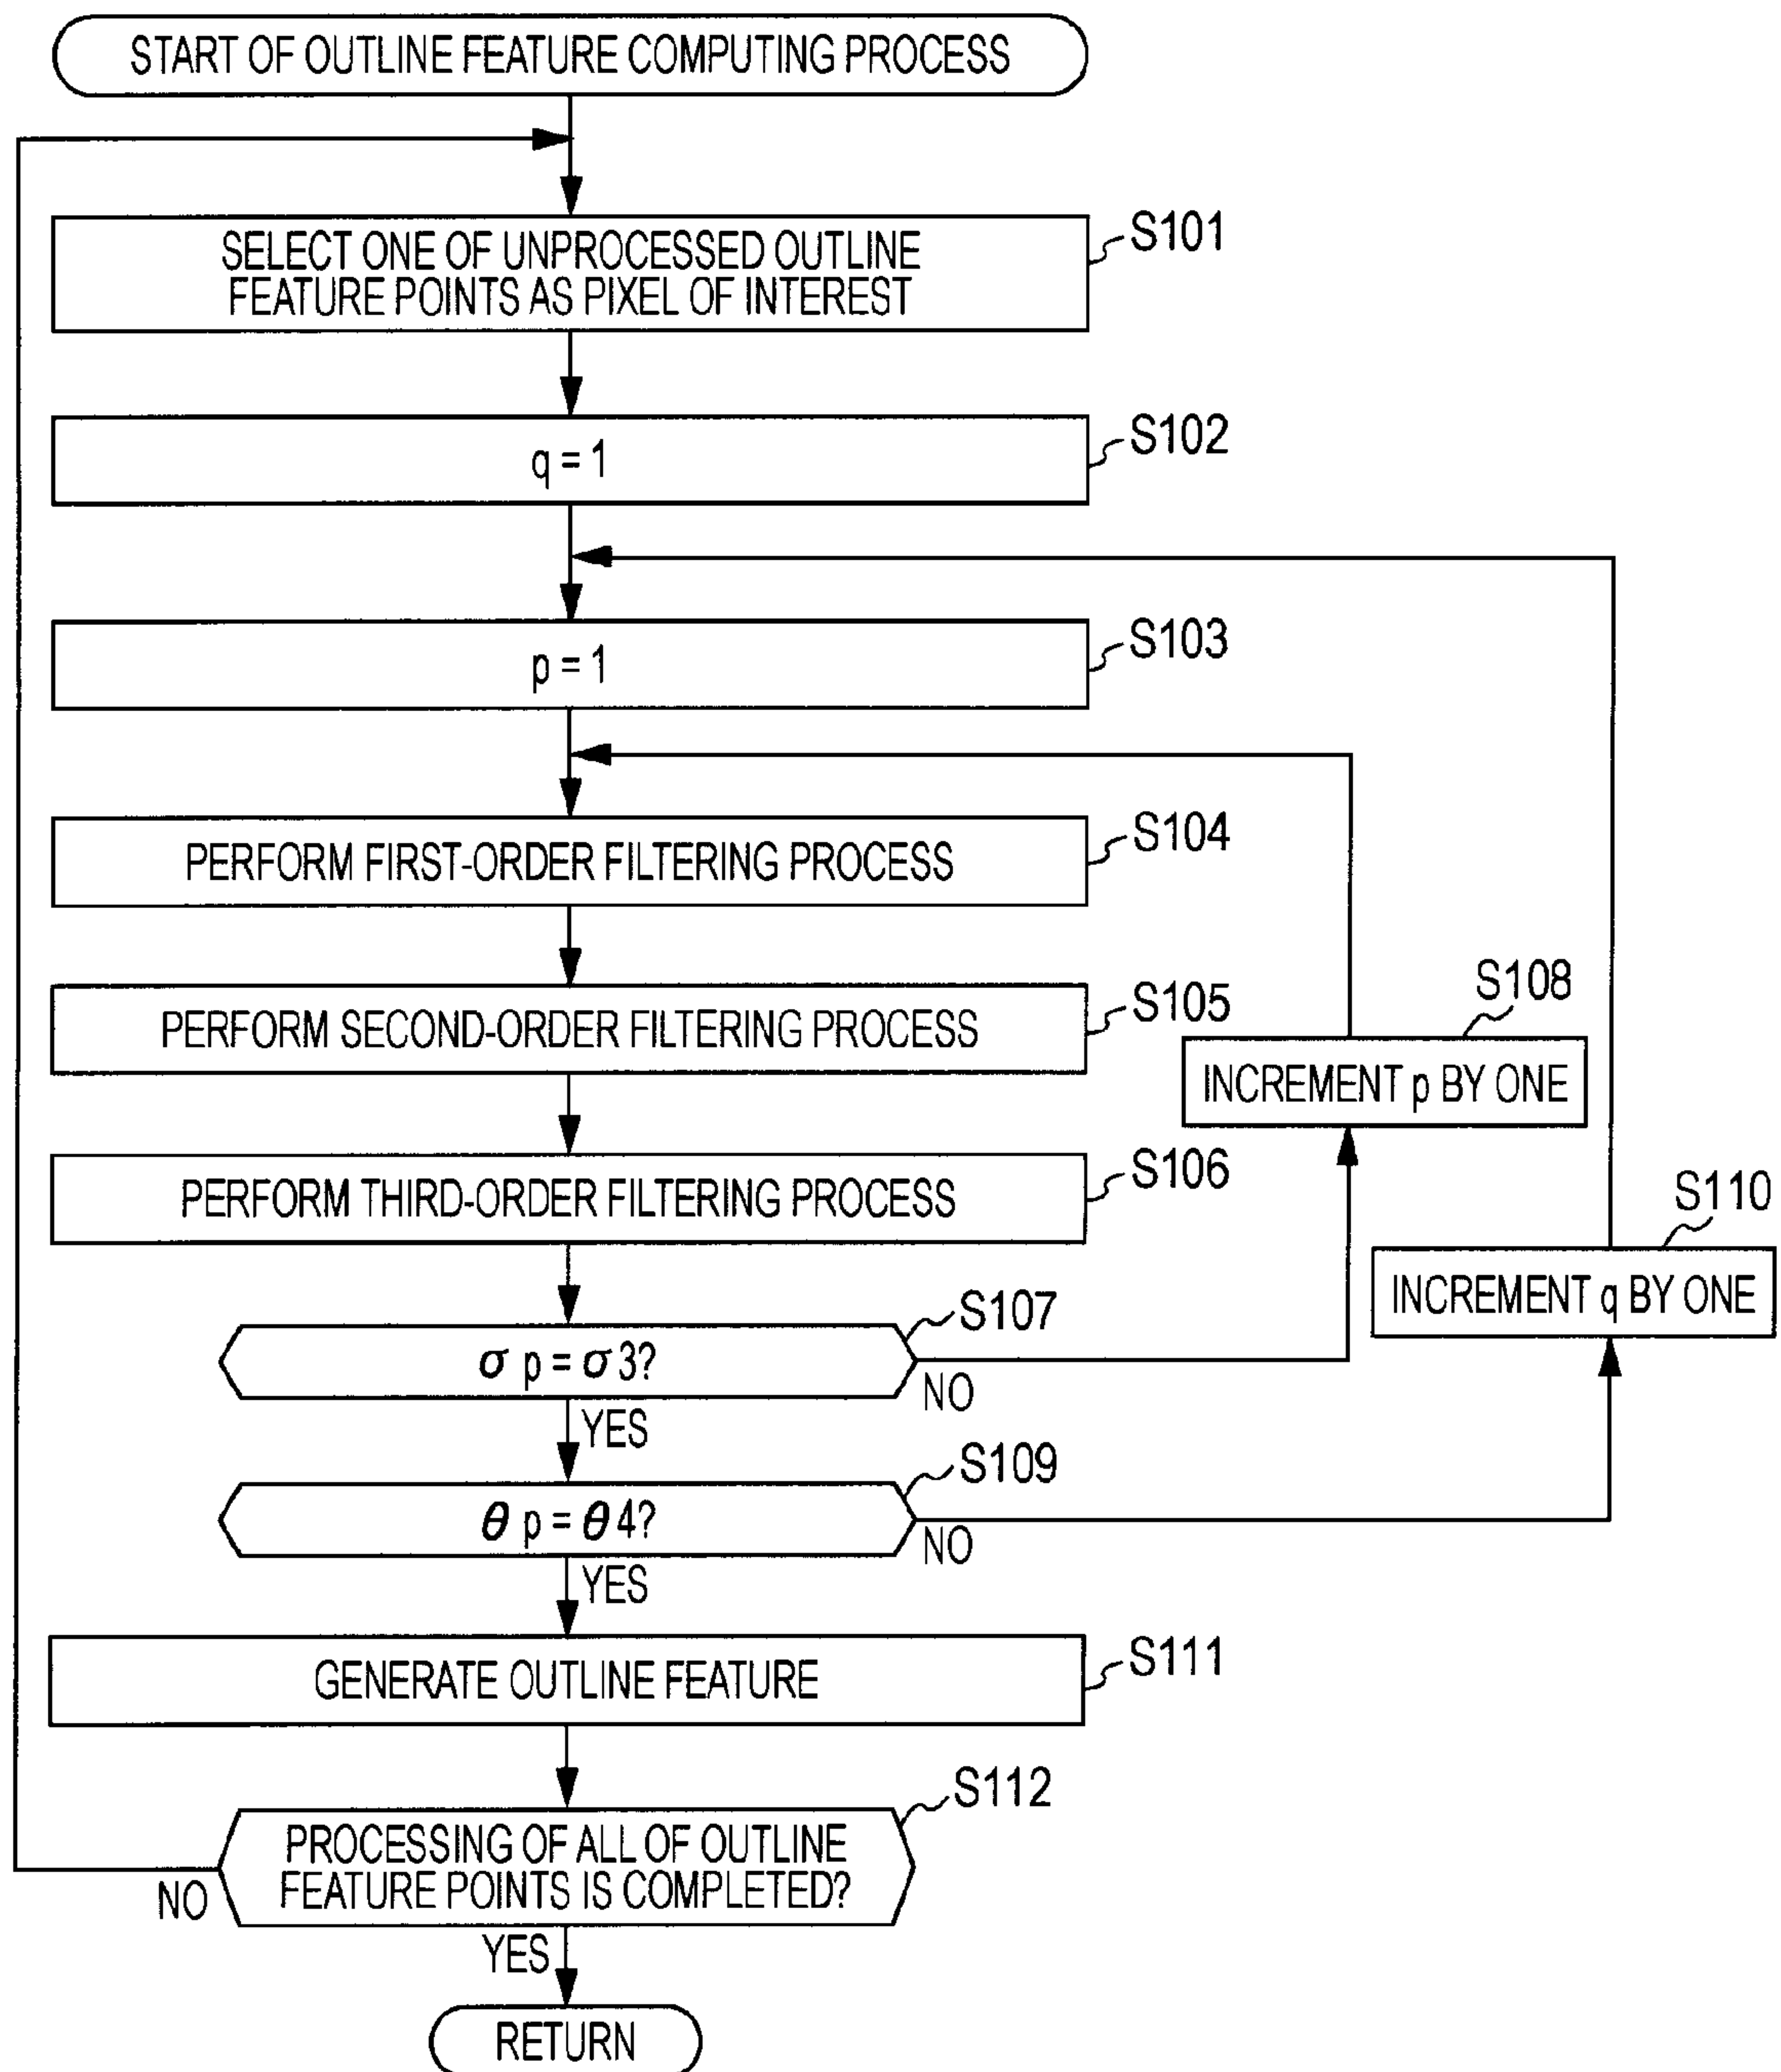 START OF OUTLINE FEATURE COMPUTING PROCESS
SELECT ONE OF UNPROCESSED OUTLINE
FEATURE POINTS AS PIXEL OF INTEREST
S101
q = 1
S102
p = 1
S103
PERFORM FIRST-ORDER FILTERING PROCESS
S104
PERFORM SECOND-ORDER FILTERING PROCESS
S105
S108
INCREMENT p BY ONE
PERFORM THIRD-ORDER FILTERING PROCESS
S106
S110
INCREMENT q BY ONE
σ p = σ 3?
S107
NO
YES
θ p = θ 4?
S109
NO
YES
GENERATE OUTLINE FEATURE
S111
PROCESSING OF ALL OF OUTLINE
FEATURE POINTS IS COMPLETED?
S112
NO
YES
RETURN